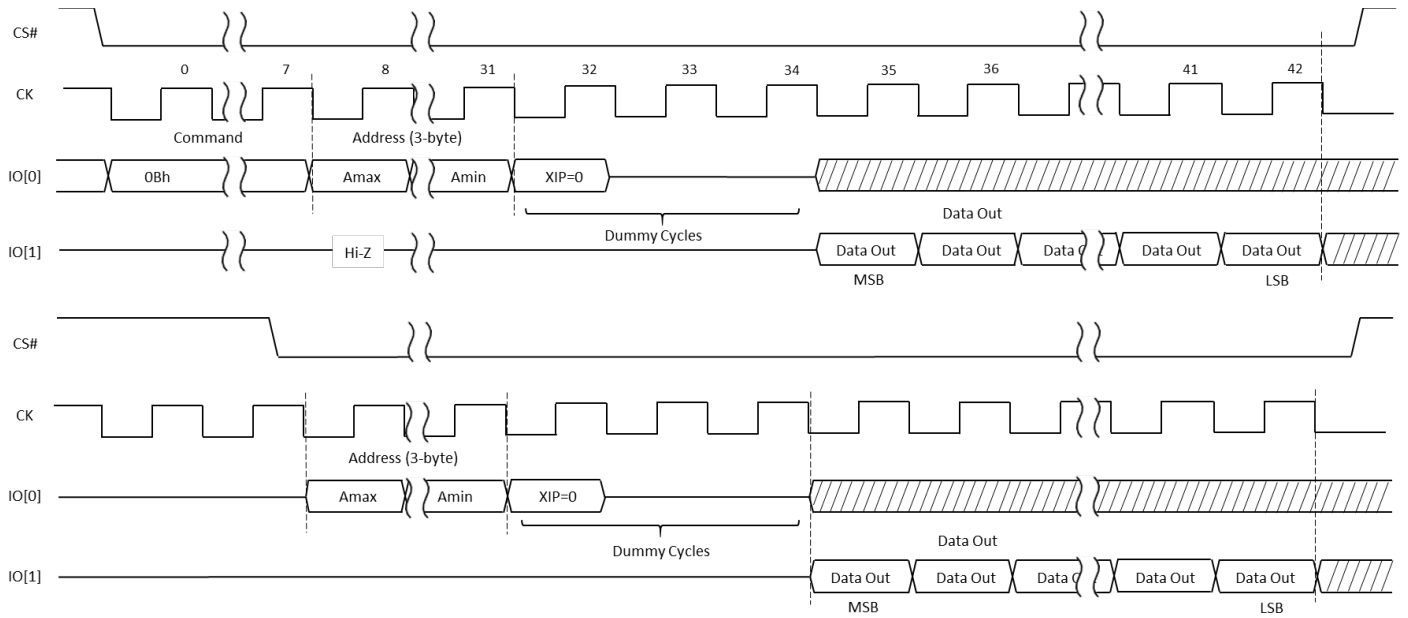 CS#
0 7 8 31 32 33 34 35 36 41 42
CK
Command Address (3-byte)
IO[0] 0Bh Amax Amin XIP=0
Data Out
Dummy Cycles
IO[1] Hi-Z Data Out Data Out Data Data Out Data Out
MSB LSB
CS#
CK
Address (3-byte)
IO[0] Amax Amin XIP=0
Data Out
Dummy Cycles
IO[1] Data Out Data Out Data Data Out Data Out
MSB LSB